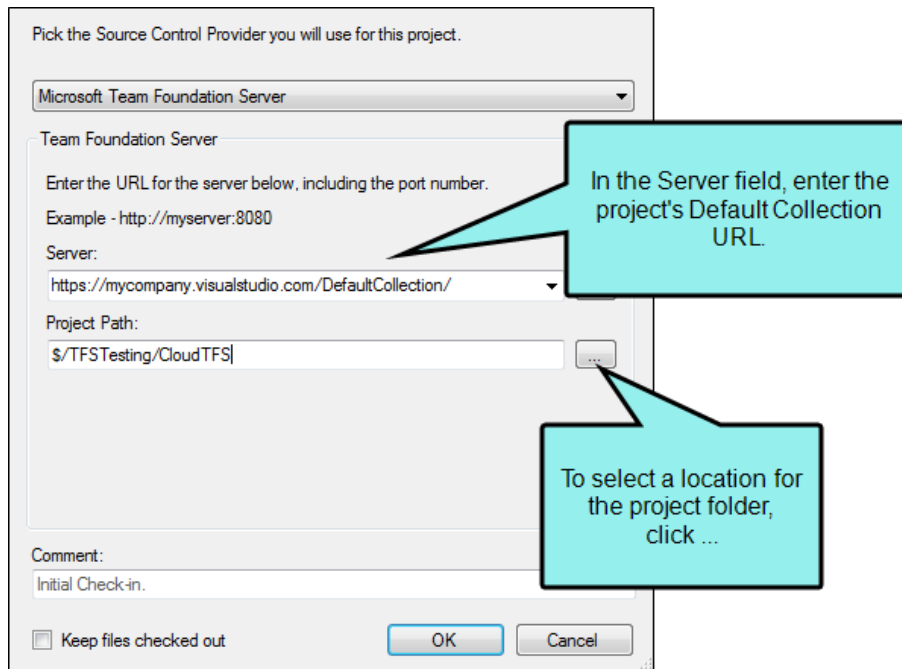 Pick the Source Control Provider you will use for this project.
Microsoft Team Foundation Server
Team Foundation Server
Enter the URL for the server below, including the port number.
Example - http://myserver:8080
Server:
https://mycompany.visualstudio.com/DefaultCollection/
In the Server field, enter the
project's Default Collection
URL.
Project Path:
$/TFSTesting/CloudTFS
...
To select a location for
the project folder,
click ...
Comment:
Initial Check-in.
Keep files checked out
OK
Cancel